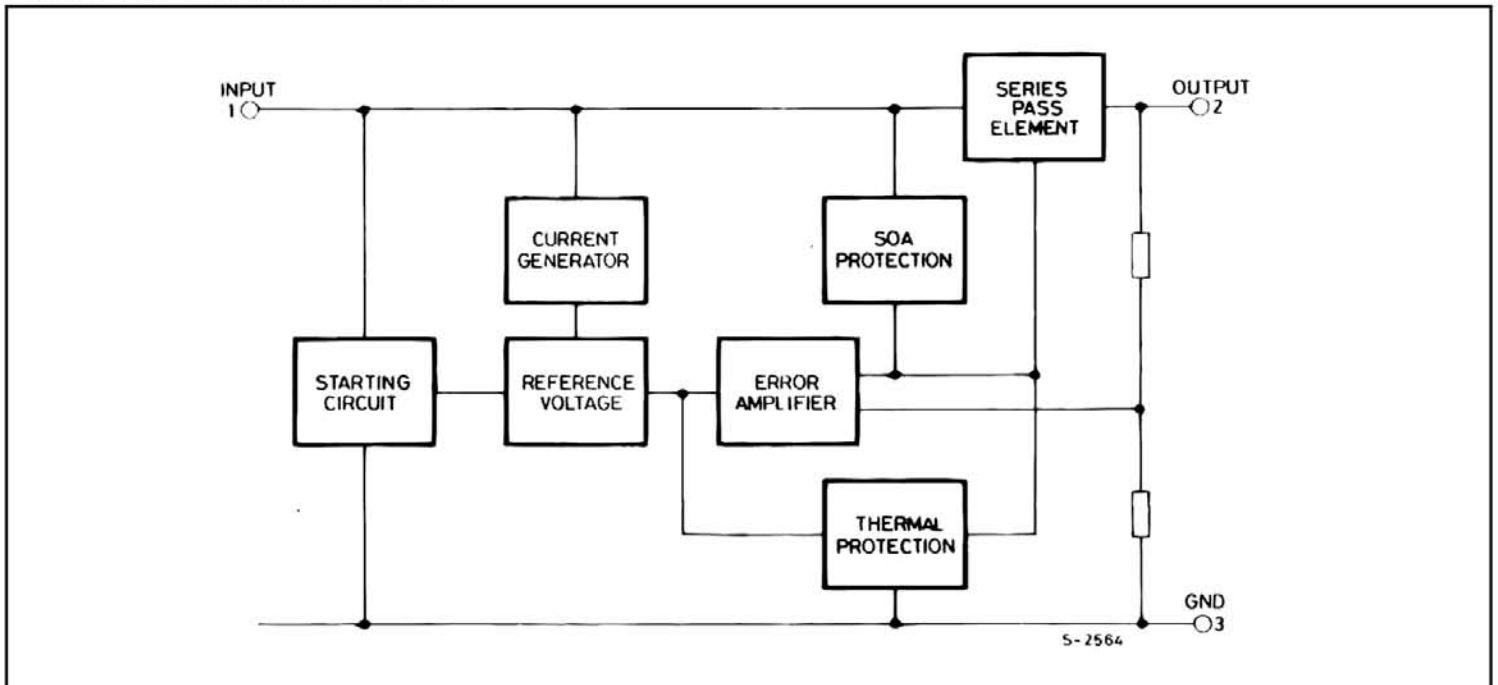 INPUT
1
SERIES
PASS
ELEMENT
OUTPUT
2
CURRENT
GENERATOR
SOA
PROTECTION
STARTING
CIRCUIT
REFERENCE
VOLTAGE
ERROR
AMPLIFIER
THERMAL
PROTECTION
GND
3
S-2564